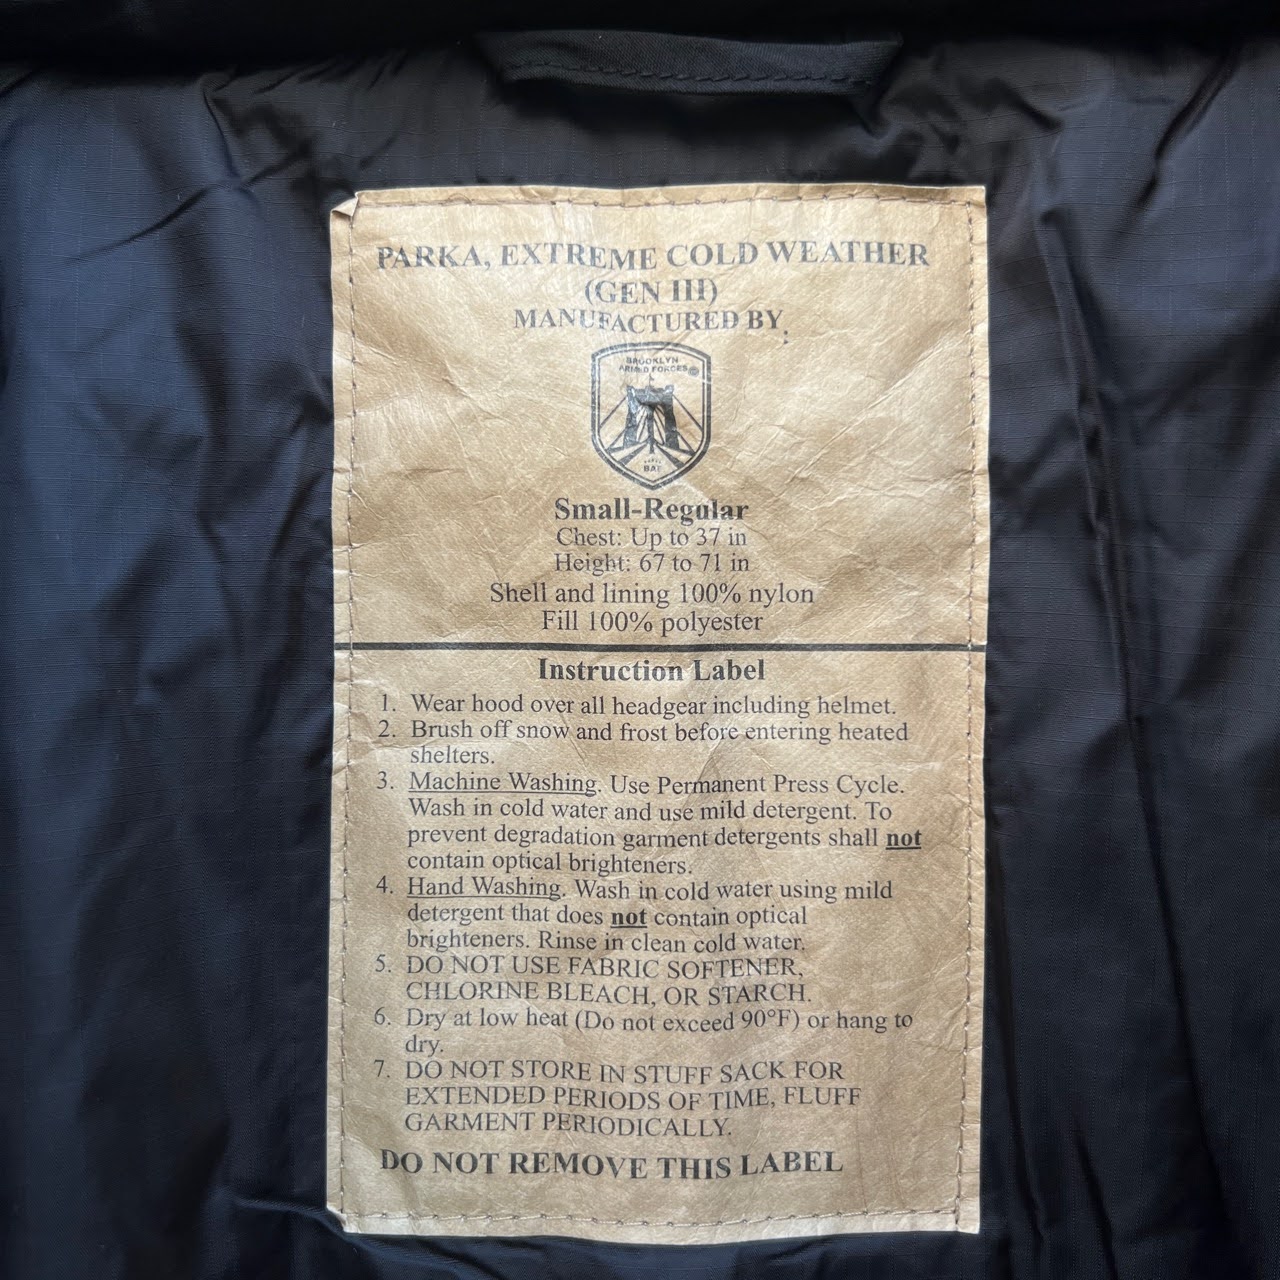 PARKA, EXTREME COLD WEATHER
(GEN III)
MANUFACTURED BY:
BROOKLYN
ARMED FORCES
BAF
Small-Regular
Chest: Up to 37 in
Height: 67 to 71 in
Shell and lining 100% nylon
Fill 100% polyester
Instruction Label
1. Wear hood over all headgear including helmet.
2. Brush off snow and frost before entering heated
shelters.
3. Machine Washing. Use Permanent Press Cycle.
Wash in cold water and use mild detergent. To
prevent degradation garment detergents shall not
contain optical brighteners.
4. Hand Washing. Wash in cold water using mild
detergent that does not contain optical
brighteners. Rinse in clean cold water.
5. DO NOT USE FABRIC SOFTENER,
CHLORINE BLEACH, OR STARCH.
6. Dry at low heat (Do not exceed 90°F) or hang to
dry.
7. DO NOT STORE IN STUFF SACK FOR
EXTENDED PERIODS OF TIME, FLUFF
GARMENT PERIODICALLY.
DO NOT REMOVE THIS LABEL